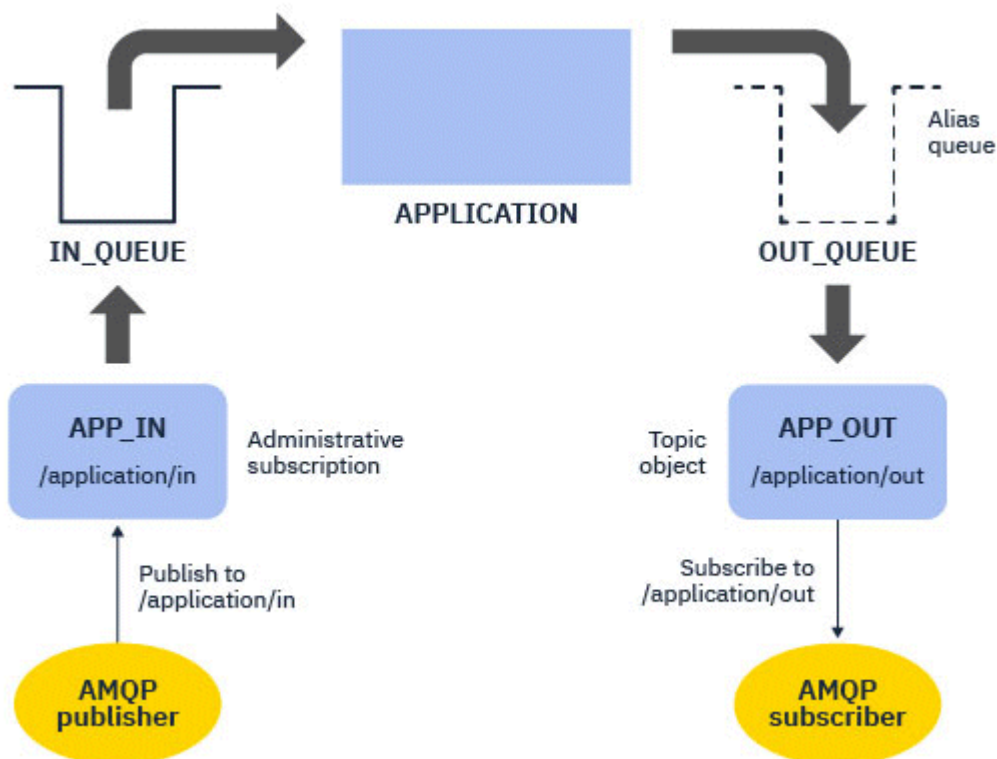 Alias
queue
APPLICATION
IN_QUEUE
OUT_QUEUE
APP_IN
/application/in
Administrative
subscription
Topic
object
APP_OUT
/application/out
Publish to
/application/in
Subscribe to
/application/out
AMQP
publisher
AMQP
subscriber